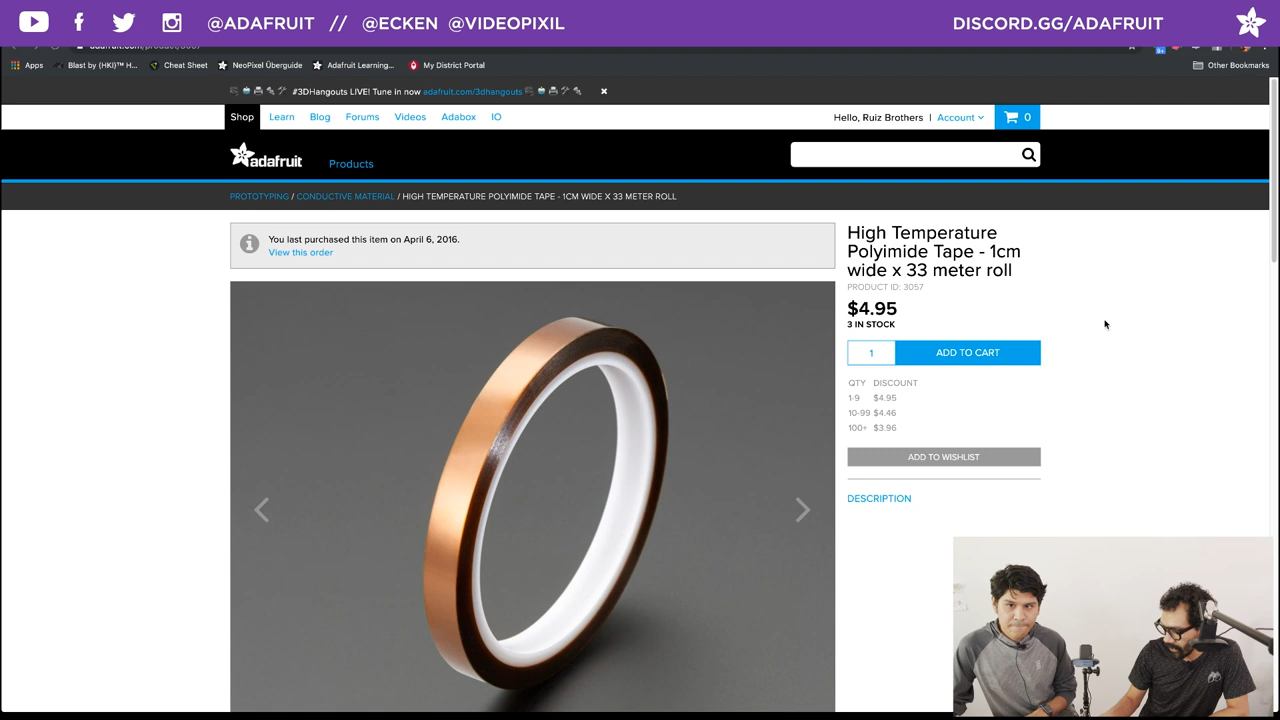 @ADAFRUIT // @ECKEN @VIDEOPIXIL
DISCORD.GG/ADAFRUIT
Apps
Blast by (HKI)™ H...
Cheat Sheet
NeoPixel Überguide
Adafruit Learning...
My District Portal
Other Bookmarks
#3DHangouts LIVE! Tune in now adafruit.com/3dhangouts
Shop Learn Blog Forums Videos Adabox IO
Hello, Ruiz Brothers | Account
0
adafruit
Products
PROTOTYPING / CONDUCTIVE MATERIAL / HIGH TEMPERATURE POLYIMIDE TAPE - 1CM WIDE X 33 METER ROLL
You last purchased this item on April 6, 2016.
View this order
High Temperature
Polyimide Tape - 1cm
wide x 33 meter roll
PRODUCT ID: 3057
$4.95
3 IN STOCK
1
ADD TO CART
QTY DISCOUNT
1-9 $4.95
10-99 $4.46
100+ $3.96
ADD TO WISHLIST
DESCRIPTION